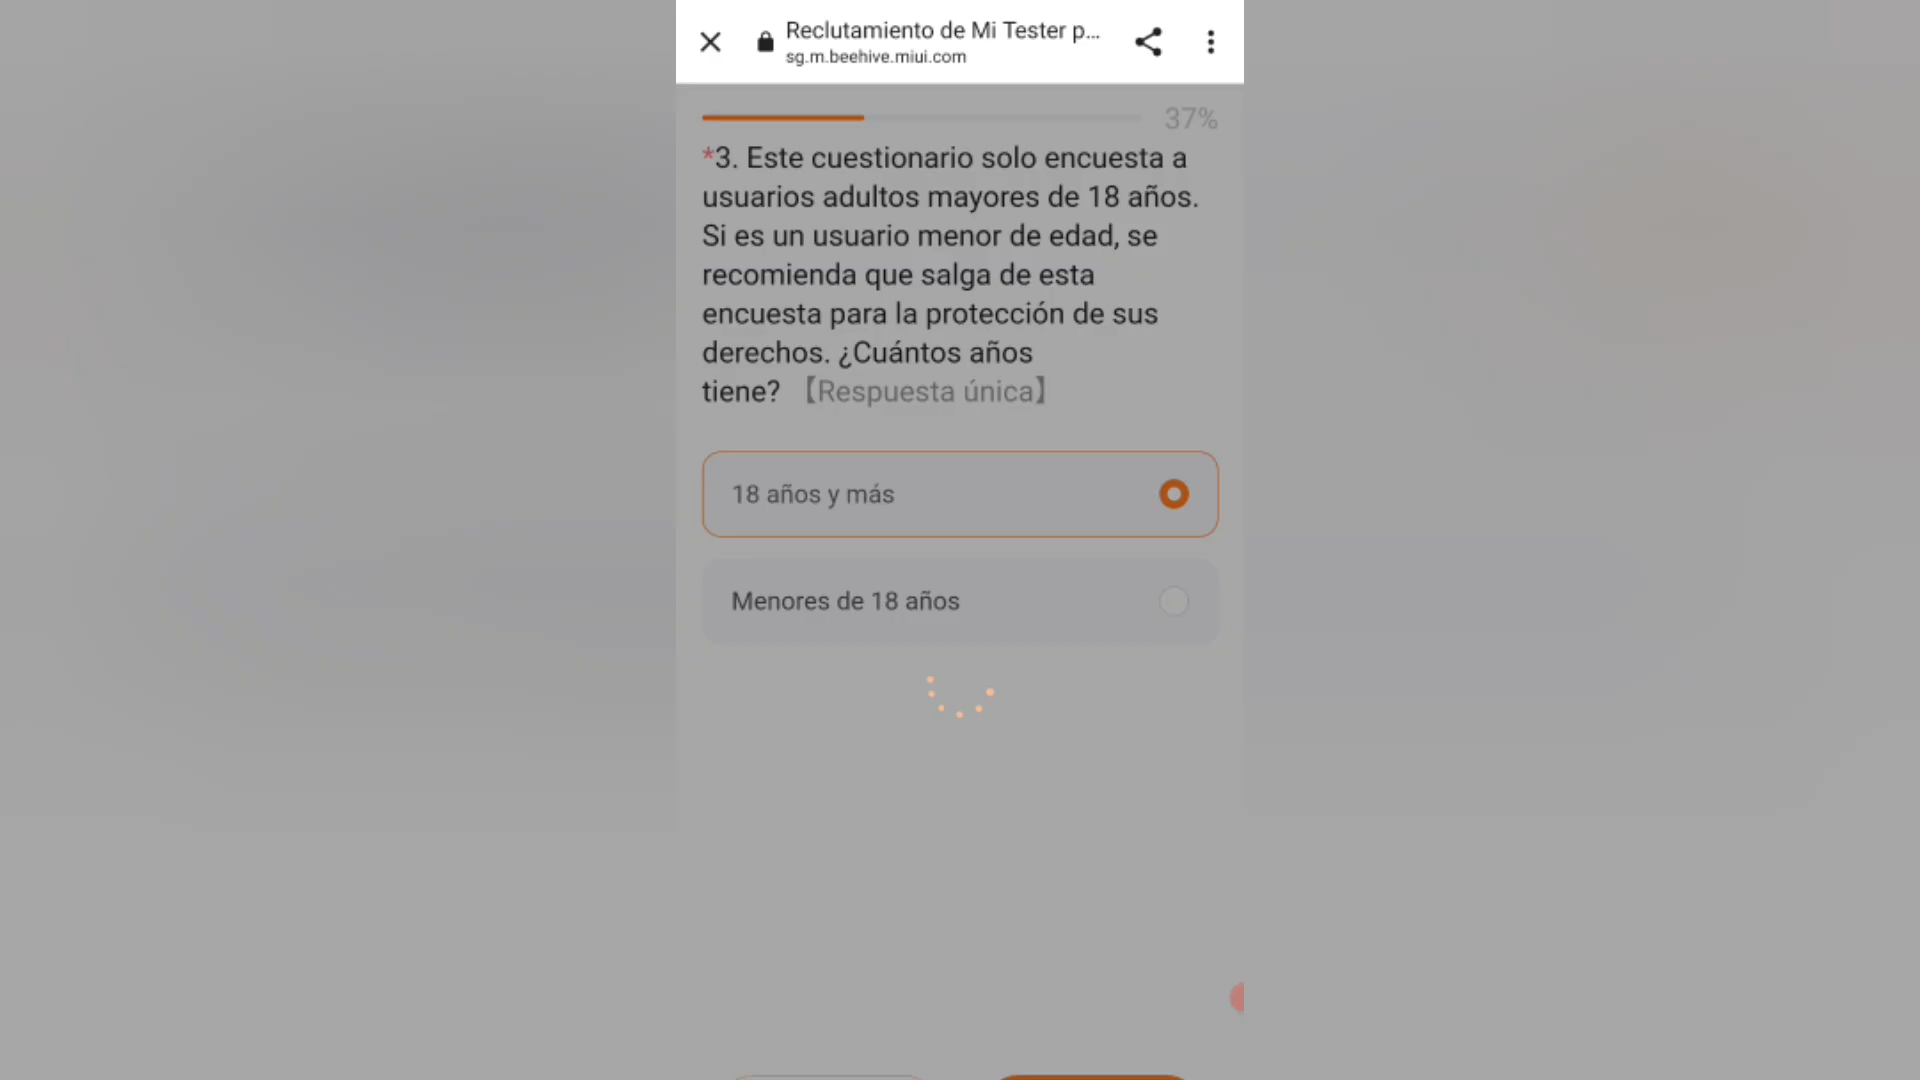 Reclutamiento de Mi Tester p...
sg.m.beehive.miui.com
37%
*3. Este cuestionario solo encuesta a
usuarios adultos mayores de 18 años.
Si es un usuario menor de edad, se
recomienda que salga de esta
encuesta para la protección de sus
derechos. ¿Cuántos años
tiene? 【Respuesta única】
18 años y más
Menores de 18 años